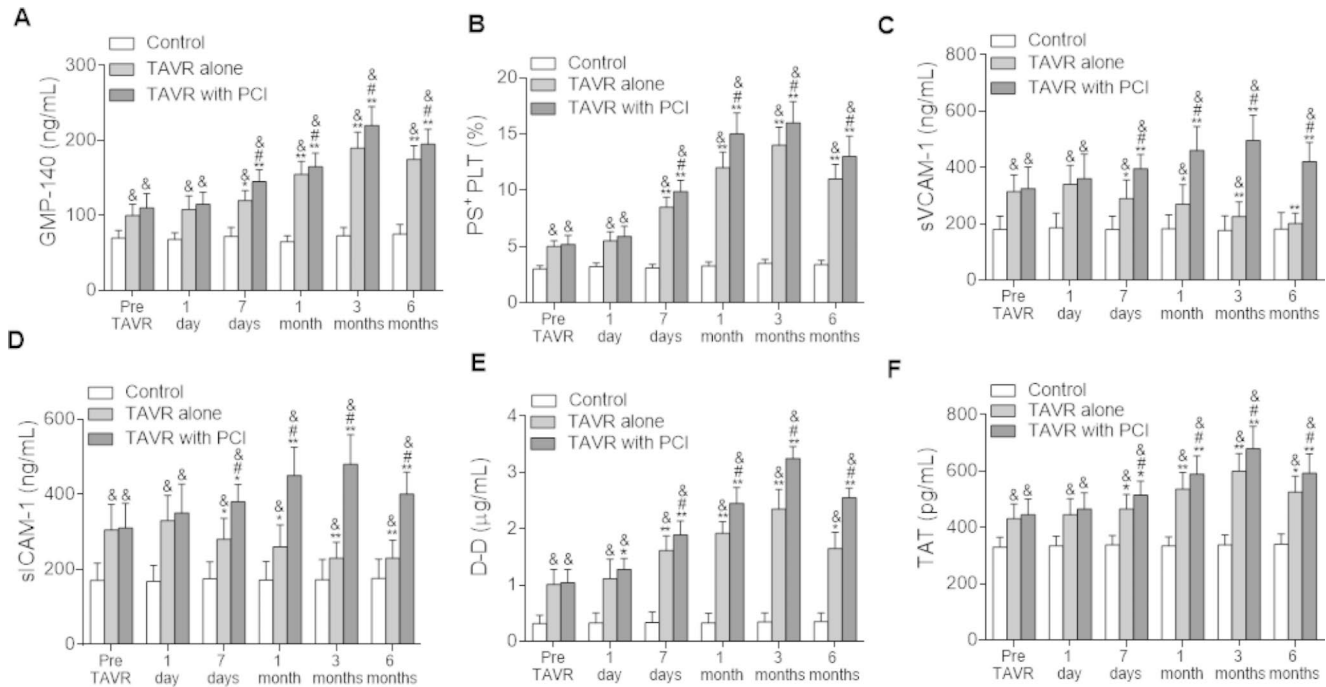 A
Control
TAVR alone
TAVR with PCI
GMP-140 (ng/mL)
300
200
100
0
& & & & & * & # ** & ** & # ** & ** & # ** & ** & # **
Pre TAVR
1 day
7 days
1 month
3 months
6 months
B
Control
TAVR alone
TAVR with PCI
PS⁺ PLT (%)
20
15
10
5
0
& & & & & ** & # ** & ** & # ** & ** & # ** & ** & # **
Pre TAVR
1 day
7 days
1 month
3 months
6 months
C
Control
TAVR alone
TAVR with PCI
sVCAM-1 (ng/mL)
800
600
400
200
0
& & & & & * & # ** & * & # ** & ** & # ** ** & # **
Pre TAVR
1 day
7 days
1 month
3 months
6 months
D
Control
TAVR alone
TAVR with PCI
sICAM-1 (ng/mL)
600
400
200
0
& & & & & * & # * & * & # ** & ** & # ** & ** & # **
Pre TAVR
1 day
7 days
1 month
3 months
6 months
E
Control
TAVR alone
TAVR with PCI
D-D (μg/mL)
4
3
2
1
0
& & & & * & ** & # ** & ** & # ** & ** & # ** & * & # **
Pre TAVR
1 day
7 days
1 month
3 months
6 months
F
Control
TAVR alone
TAVR with PCI
TAT (pg/mL)
800
600
400
200
0
& & & & & * & # * & ** & # ** & ** & # ** & * & # **
Pre TAVR
1 day
7 days
1 month
3 months
6 months